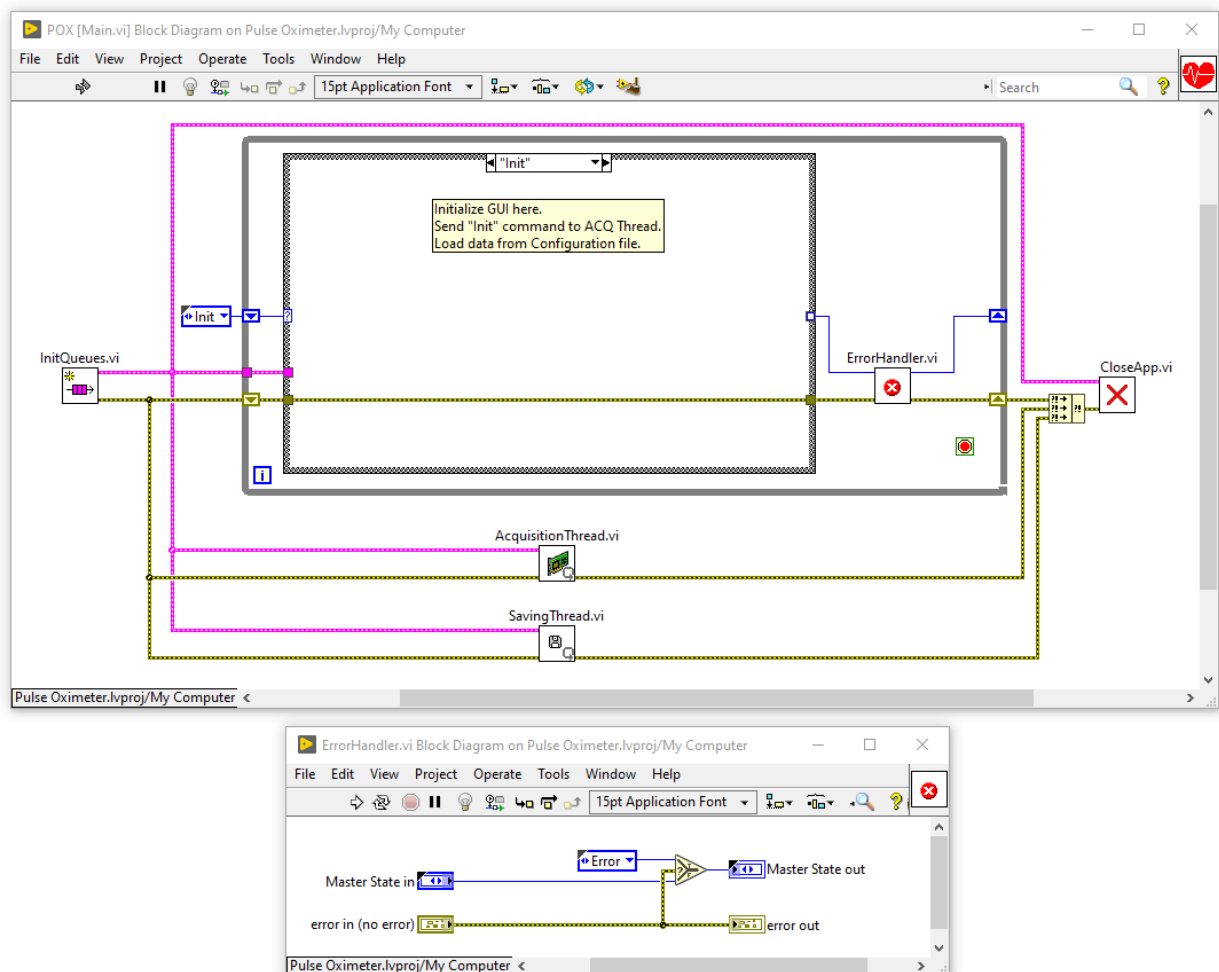 POX [Main.vi] Block Diagram on Pulse Oximeter.lvproj/My Computer
File Edit View Project Operate Tools Window Help
15pt Application Font
Search
"Init"
Initialize GUI here.
Send "Init" command to ACQ Thread.
Load data from Configuration file.
Init
?
InitQueues.vi
ErrorHandler.vi
CloseApp.vi
i
AcquisitionThread.vi
SavingThread.vi
Pulse Oximeter.lvproj/My Computer
ErrorHandler.vi Block Diagram on Pulse Oximeter.lvproj/My Computer
File Edit View Project Operate Tools Window Help
15pt Application Font
Error
Master State in
Master State out
error in (no error)
error out
Pulse Oximeter.lvproj/My Computer